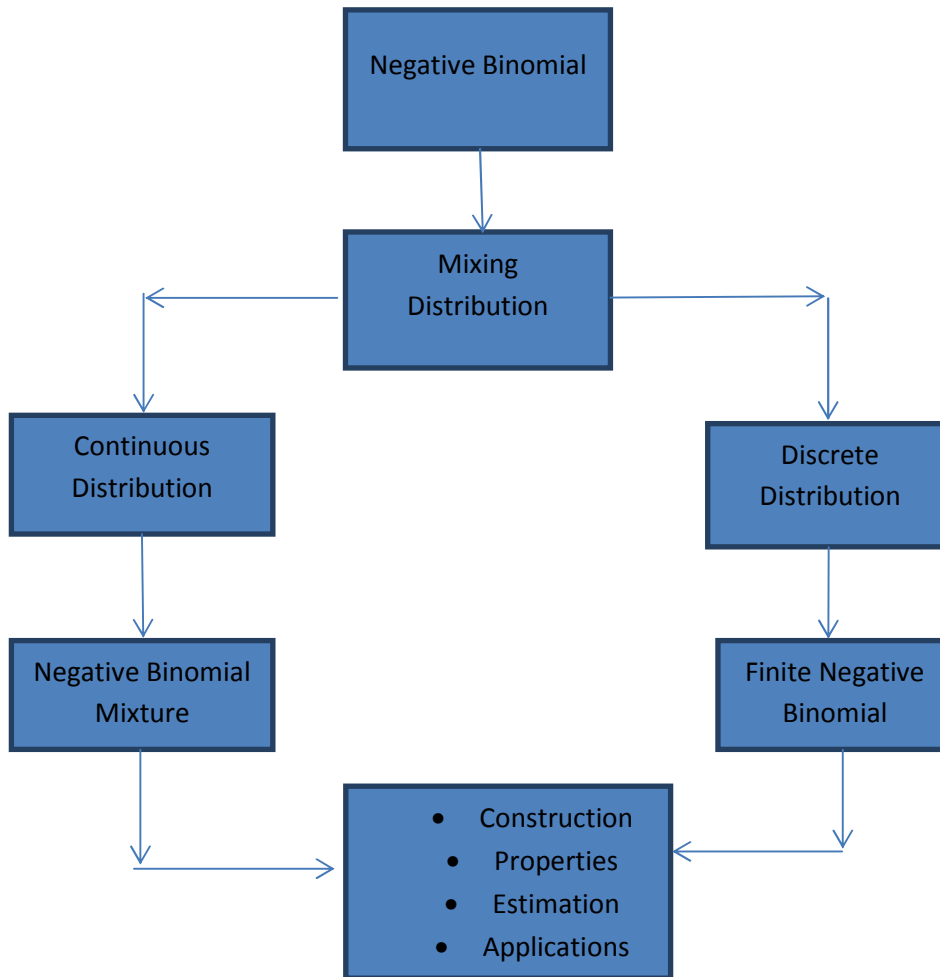 Negative Binomial
Mixing
Distribution
Continuous
Distribution
Discrete
Distribution
Negative Binomial
Mixture
Finite Negative
Binomial
• Construction
• Properties
• Estimation
• Applications